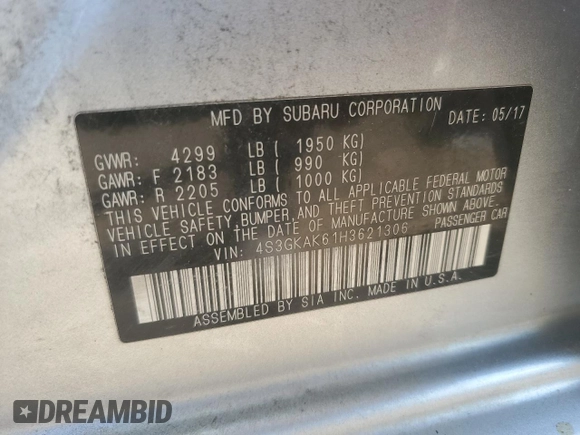 MFD BY SUBARU CORPORATION DATE: 05/17
GVWR: 4299 LB ( 1950 KG)
GAWR: F 2183 LB ( 990 KG)
GAWR: R 2205 LB ( 1000 KG)
THIS VEHICLE CONFORMS TO ALL APPLICABLE FEDERAL MOTOR
VEHICLE SAFETY, BUMPER, AND THEFT PREVENTION STANDARDS
IN EFFECT ON THE DATE OF MANUFACTURE SHOWN ABOVE.
VIN: 4S3GKAK61H3621306 PASSENGER CAR
ASSEMBLED BY SIA INC. MADE IN U.S.A.
DREAMBID